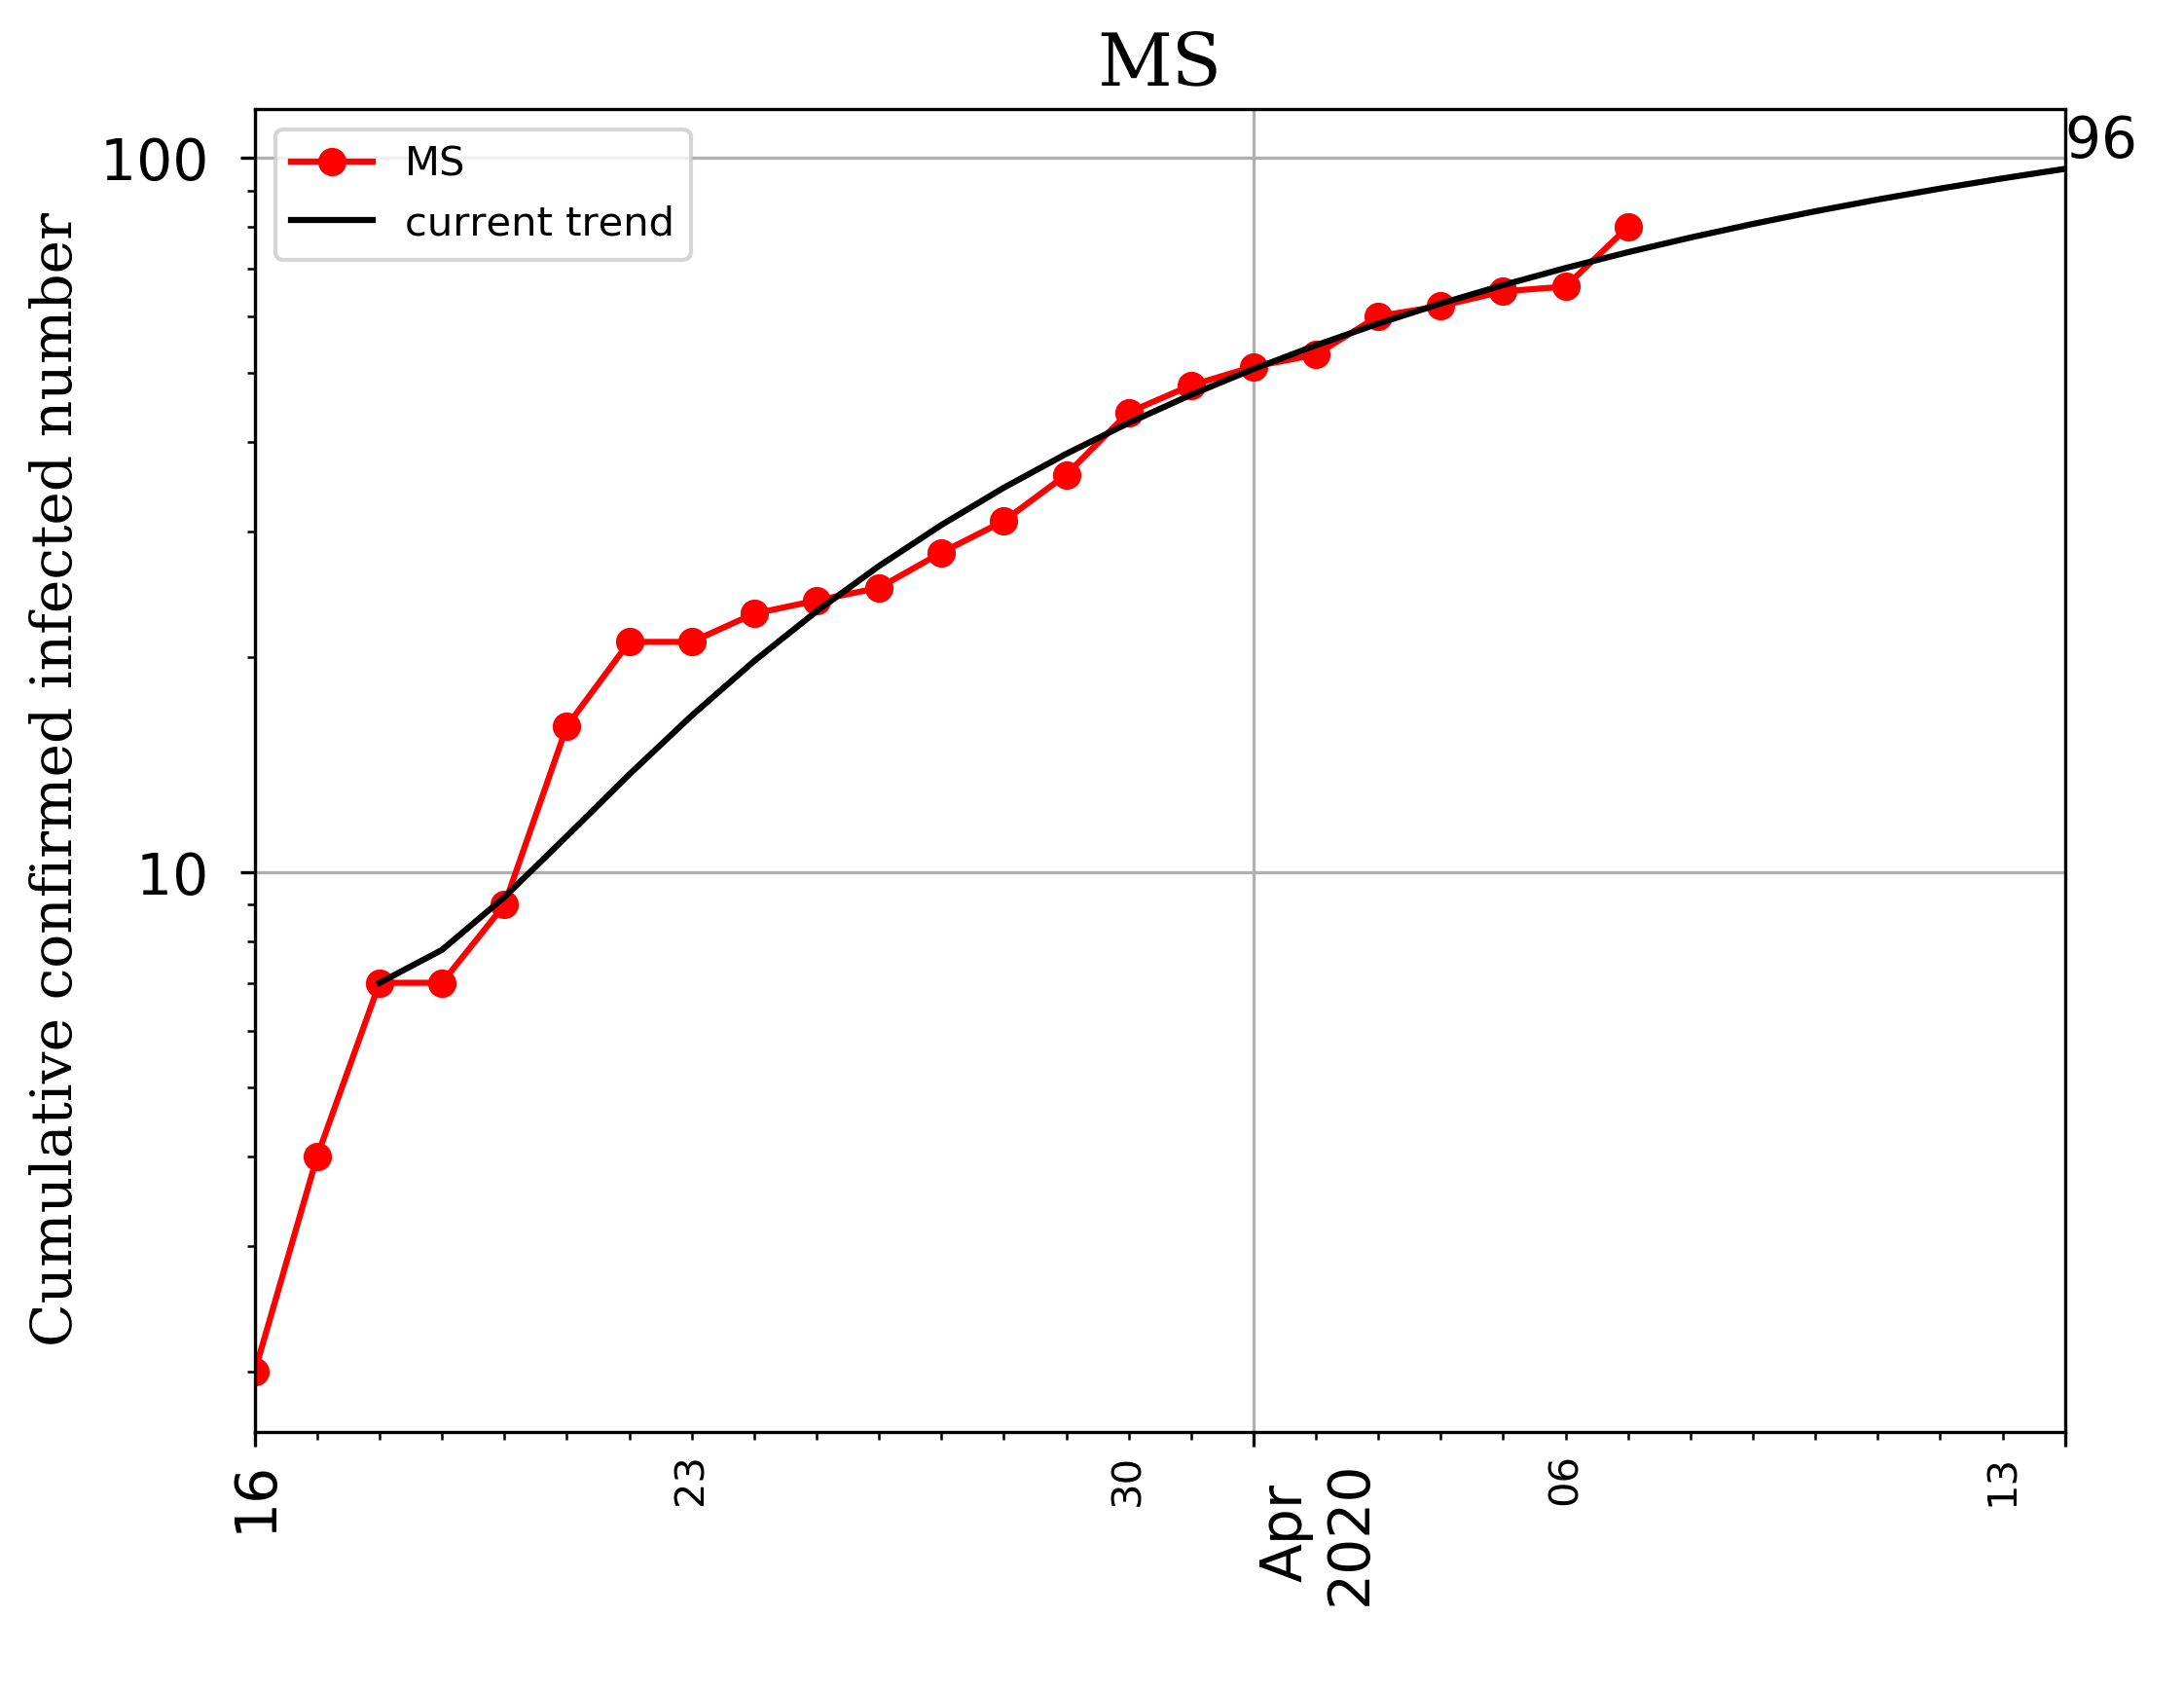 MS
96
100
10
MS
current trend
Cumulative confirmed infected number
16
23
30
Apr
2020
06
13